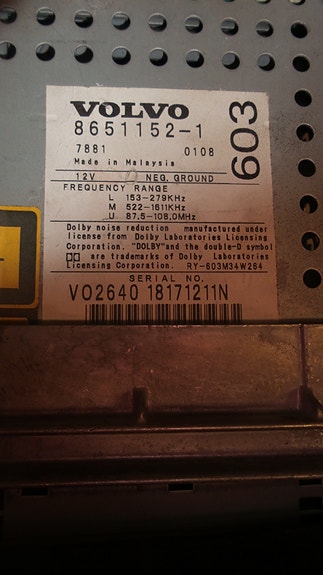 VOLVO
8651152-1
603
7881 0108
Made in Malaysia
12V NEG. GROUND
FREQUENCY RANGE
L 153-279KHz
M 522-1611KHz
U 87.5-108.0MHz
Dolby noise reduction manufactured under
license from Dolby Laboratories Licensing
Corporation. "DOLBY" and the double-D symbol
are trademarks of Dolby Laboratories
Licensing Corporation. RY-603M34W264
SERIAL NO.
VO2640 18171211N